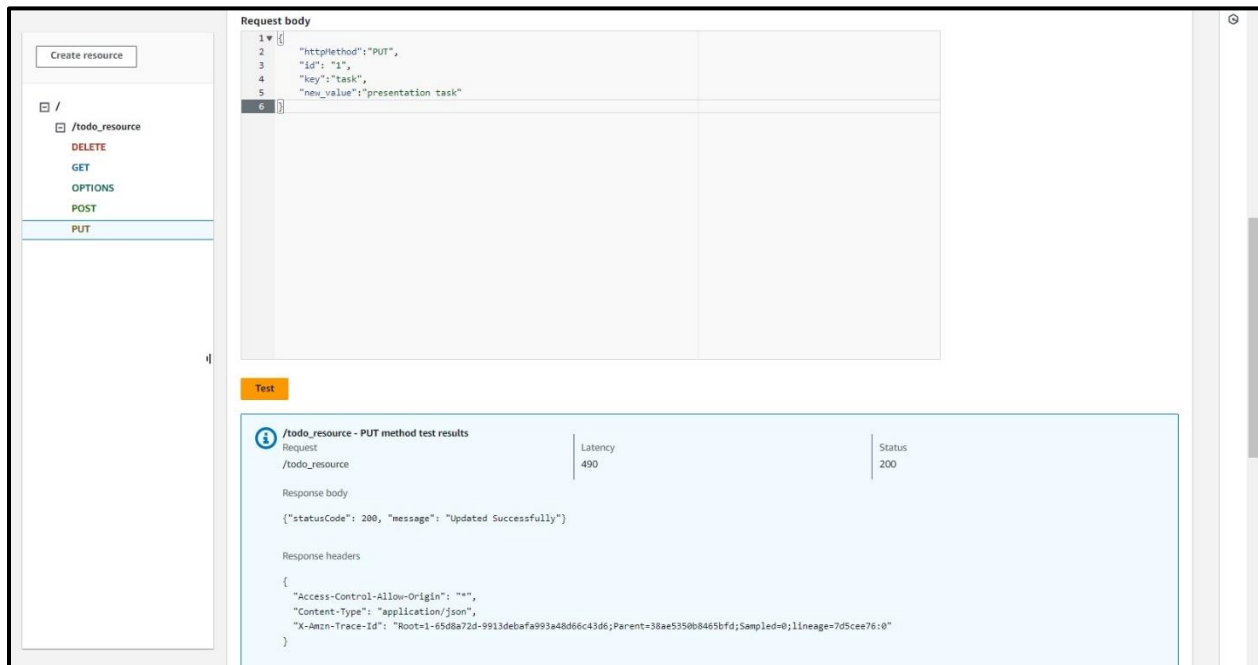 Create resource
/
/todo_resource
DELETE
GET
OPTIONS
POST
PUT
Request body
1 {
2 "httpMethod":"PUT",
3 "id": "1",
4 "key":"task",
5 "new_value":"presentation task"
6 }
Test
/todo_resource - PUT method test results
Request
/todo_resource
Latency
490
Status
200
Response body
{"statusCode": 200, "message": "Updated Successfully"}
Response headers
{
"Access-Control-Allow-Origin": "*",
"Content-Type": "application/json",
"X-Amzn-Trace-Id": "Root=1-65d8a72d-9913debafa993a48d66c43d6;Parent=38ae5350b8465bfd;Sampled=0;lineage=7d5cee76:0"
}